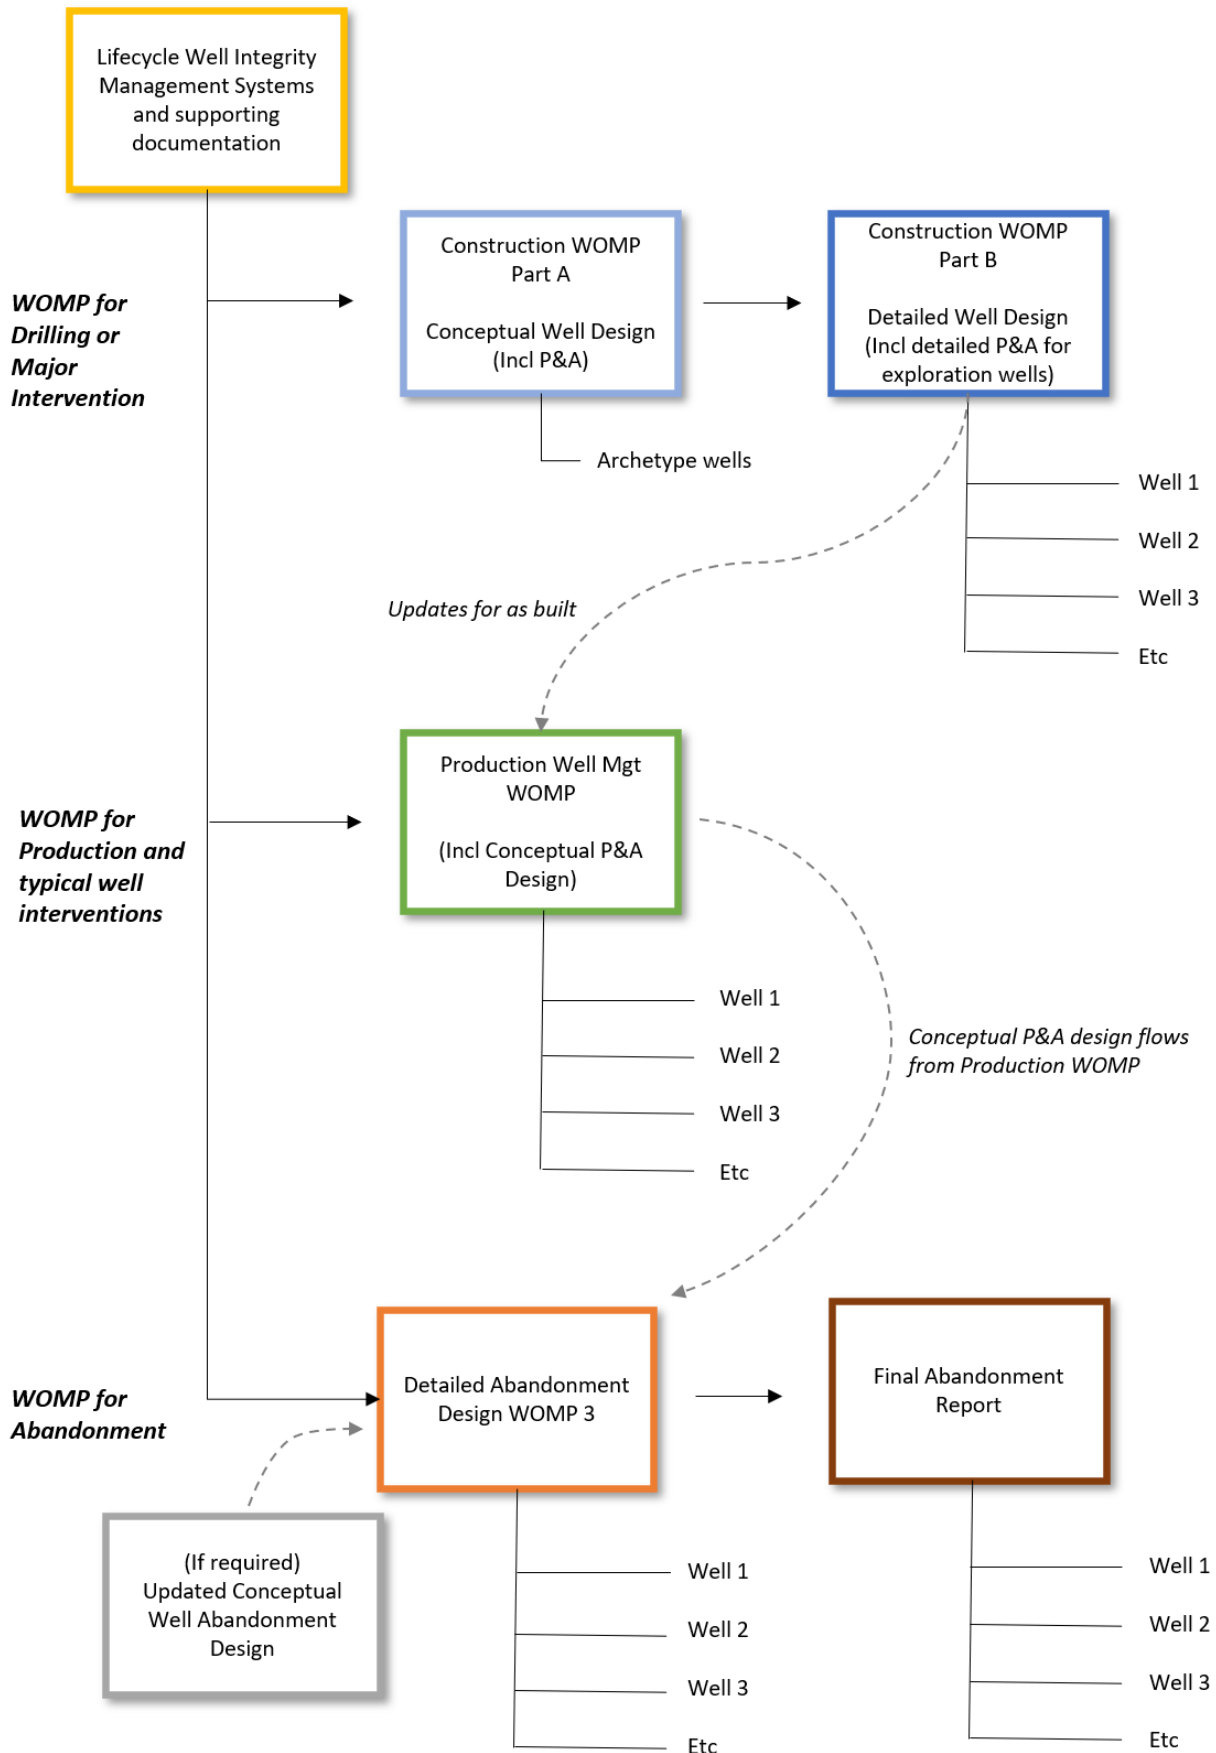 Lifecycle Well Integrity
Management Systems
and supporting
documentation
WOMP for
Drilling or
Major
Intervention
Construction WOMP
Part A
Conceptual Well Design
(Incl P&A)
Archetype wells
Construction WOMP
Part B
Detailed Well Design
(Incl detailed P&A for
exploration wells)
Well 1
Well 2
Well 3
Etc
Updates for as built
WOMP for
Production and
typical well
interventions
Production Well Mgt
WOMP
(Incl Conceptual P&A
Design)
Well 1
Well 2
Well 3
Etc
Conceptual P&A design flows
from Production WOMP
WOMP for
Abandonment
Detailed Abandonment
Design WOMP 3
Final Abandonment
Report
(If required)
Updated Conceptual
Well Abandonment
Design
Well 1
Well 2
Well 3
Etc
Well 1
Well 2
Well 3
Etc